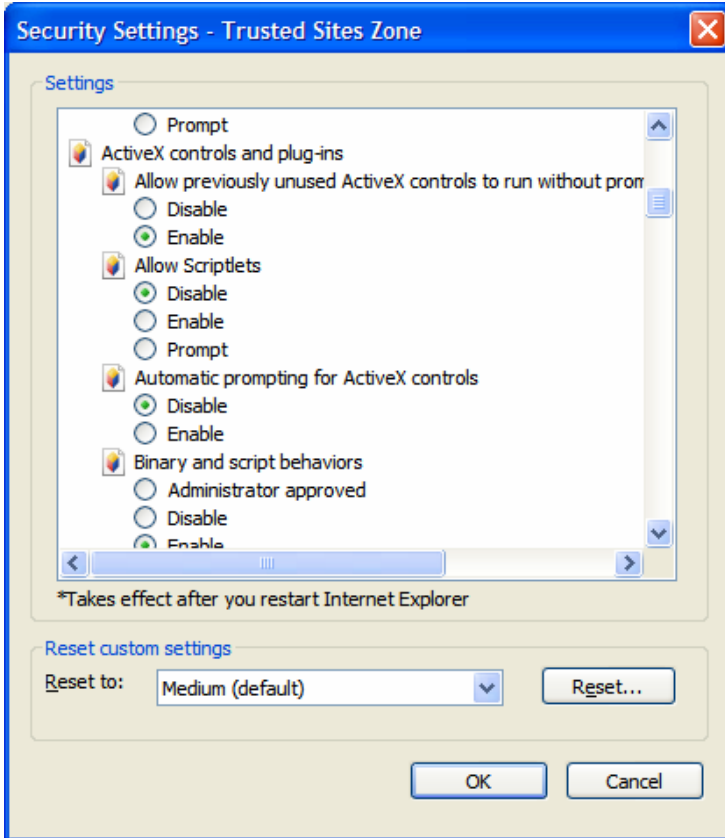 Security Settings - Trusted Sites Zone
Settings
Prompt
ActiveX controls and plug-ins
Allow previously unused ActiveX controls to run without prom
Disable
Enable
Allow Scriptlets
Disable
Enable
Prompt
Automatic prompting for ActiveX controls
Disable
Enable
Binary and script behaviors
Administrator approved
Disable
Enable
*Takes effect after you restart Internet Explorer
Reset custom settings
Reset to: Medium (default) Reset...
OK Cancel